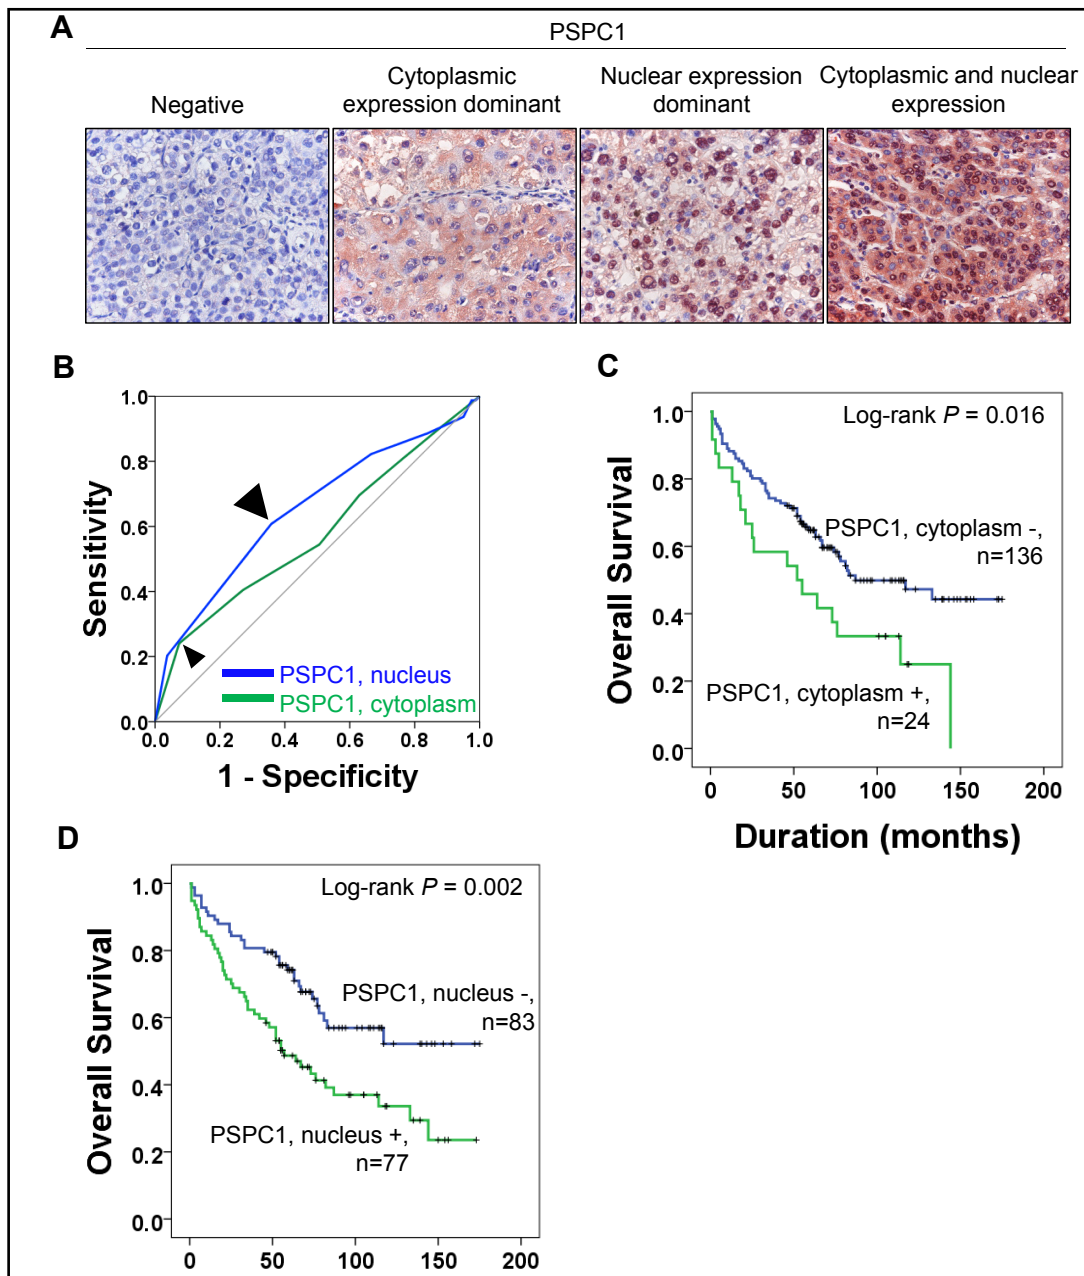 A
PSPC1
Negative
Cytoplasmic
expression dominant
Nuclear expression
dominant
Cytoplasmic and nuclear
expression
B
1.0
0.8
0.6
0.4
0.2
0.0
0.0 0.2 0.4 0.6 0.8 1.0
Sensitivity
1 - Specificity
PSPC1, nucleus
PSPC1, cytoplasm
C
1.0
0.8
0.6
0.4
0.2
0.0
0 50 100 150 200
Overall Survival
Duration (months)
Log-rank P = 0.016
PSPC1, cytoplasm -,
n=136
PSPC1, cytoplasm +,
n=24
D
1.0
0.8
0.6
0.4
0.2
0.0
0 50 100 150 200
Overall Survival
Log-rank P = 0.002
PSPC1, nucleus -,
n=83
PSPC1, nucleus +,
n=77